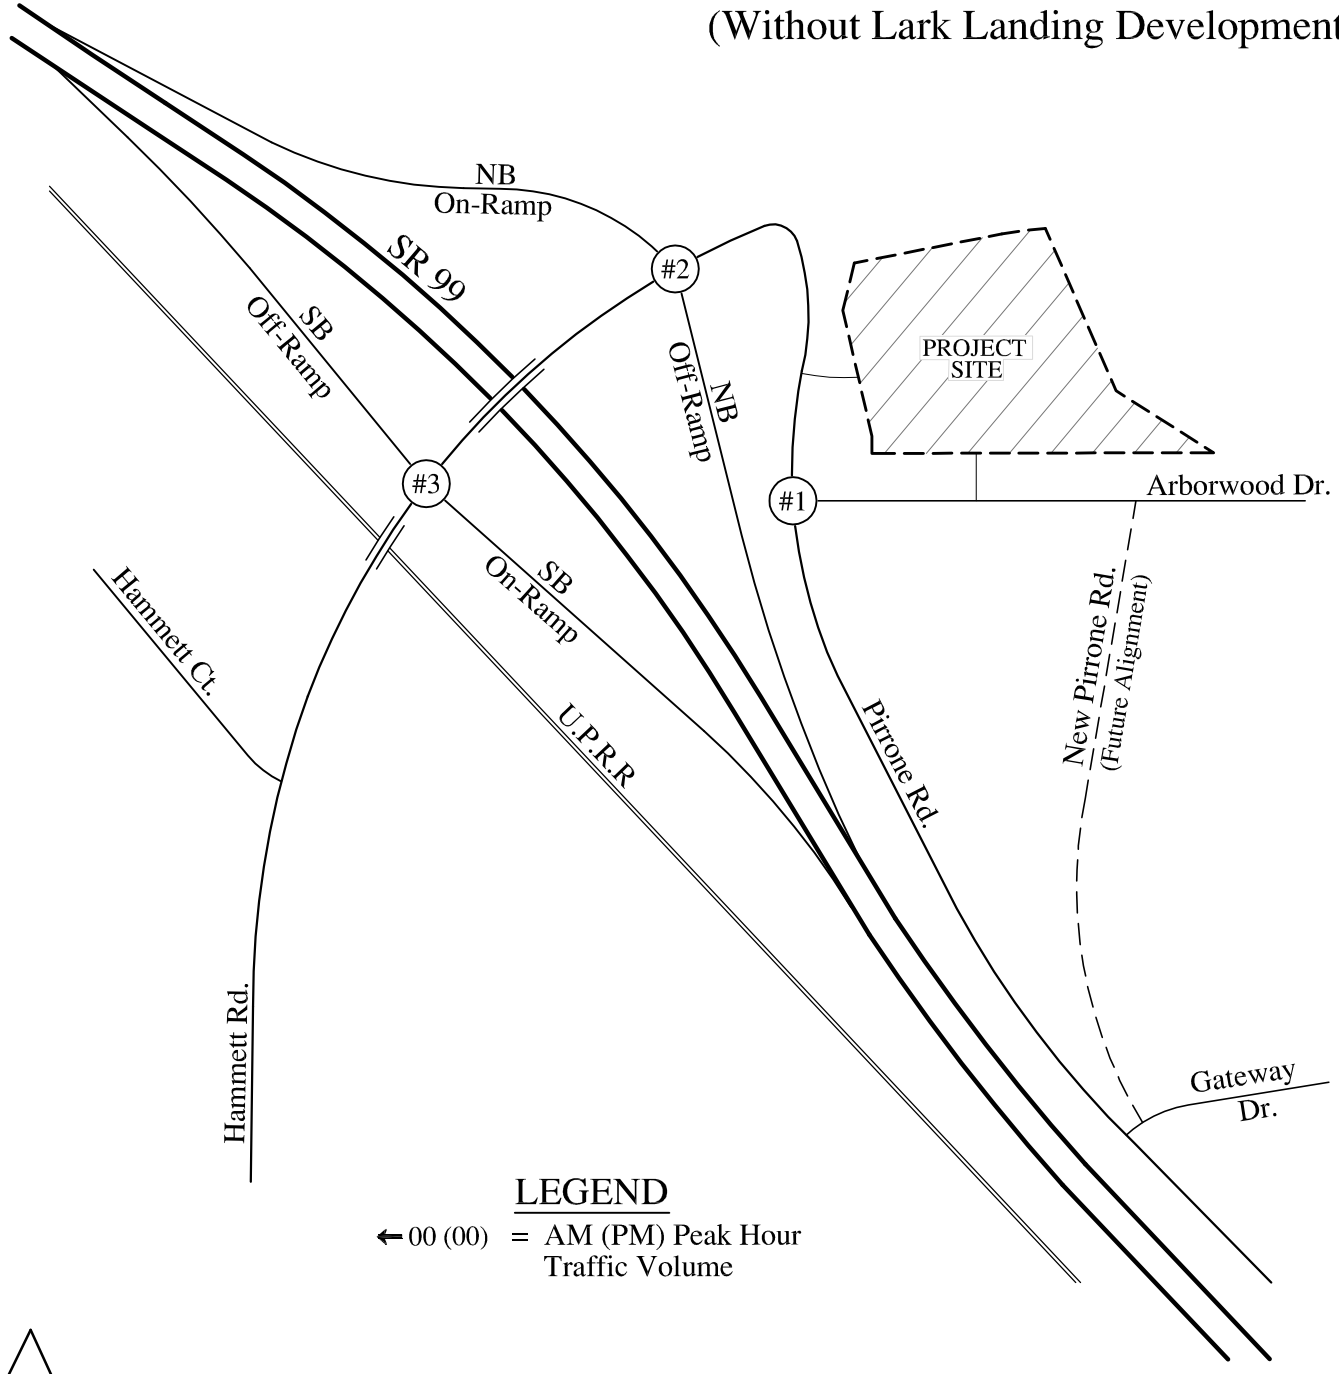 (Without Lark Landing Development
NB
On-Ramp
SR 99
#2
SB
Off-Ramp
PROJECT
SITE
NB
Off-Ramp
#3
#1
Arborwood Dr.
SB
On-Ramp
Hammett Ct.
New Pirrone Rd.
(Future Alignment)
U.P.R.R
Pirrone Rd.
Hammett Rd.
Gateway
Dr.
LEGEND
00 (00) = AM (PM) Peak Hour
Traffic Volume